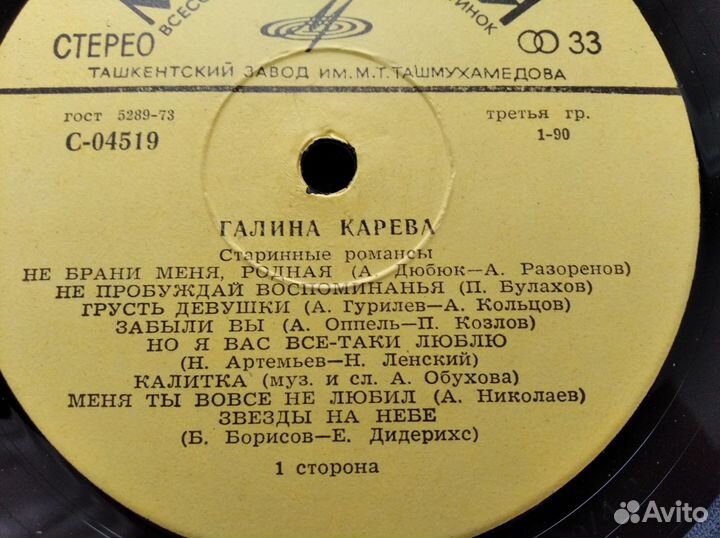 СТЕРЕО
33
ТАШКЕНТСКИЙ ЗАВОД ИМ. М.Т.ТАШМУХАМЕДОВА
гост 5289-73
третья гр.
С-04519
1-90
ГАЛИНА КАРЕВА
Старинные романсы
НЕ БРАНИ МЕНЯ, РОДНАЯ (А. Дюбюк—А. Разоренов)
НЕ ПРОБУЖДАЙ ВОСПОМИНАНЬЯ (П. Булахов)
ГРУСТЬ ДЕВУШКИ (А. Гурилев—А. Кольцов)
ЗАБЫЛИ ВЫ (А. Оппель—П. Козлов)
НО Я ВАС ВСЕ-ТАКИ ЛЮБЛЮ
(Н. Артемьев—Н. Ленский)
КАЛИТКА (муз. и сл. А. Обухова)
МЕНЯ ТЫ ВОВСЕ НЕ ЛЮБИЛ (А. Николаев)
ЗВЕЗДЫ НА НЕБЕ
(Б. Борисов—Е. Дидерихс)
1 сторона
Avito